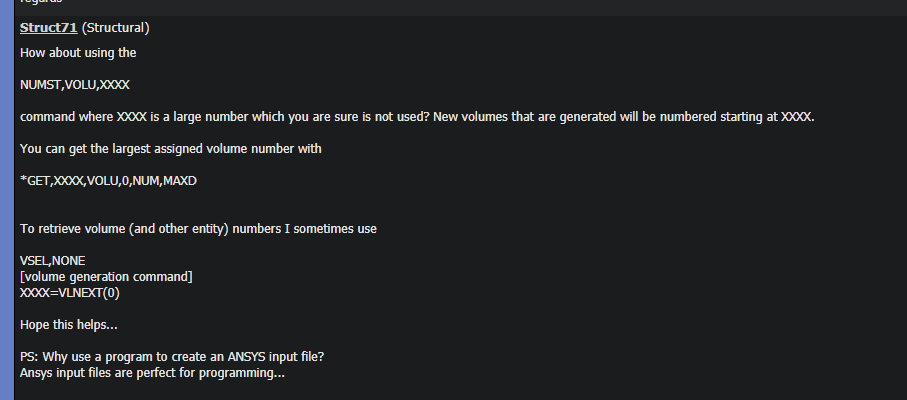 regards
Struct71 (Structural)
How about using the
NUMST,VOLU,XXXX
command where XXXX is a large number which you are sure is not used? New volumes that are generated will be numbered starting at XXXX.
You can get the largest assigned volume number with
*GET,XXXX,VOLU,0,NUM,MAXD
To retrieve volume (and other entity) numbers I sometimes use
VSEL,NONE
[volume generation command]
XXXX=VLNEXT(0)
Hope this helps...
PS: Why use a program to create an ANSYS input file?
Ansys input files are perfect for programming...